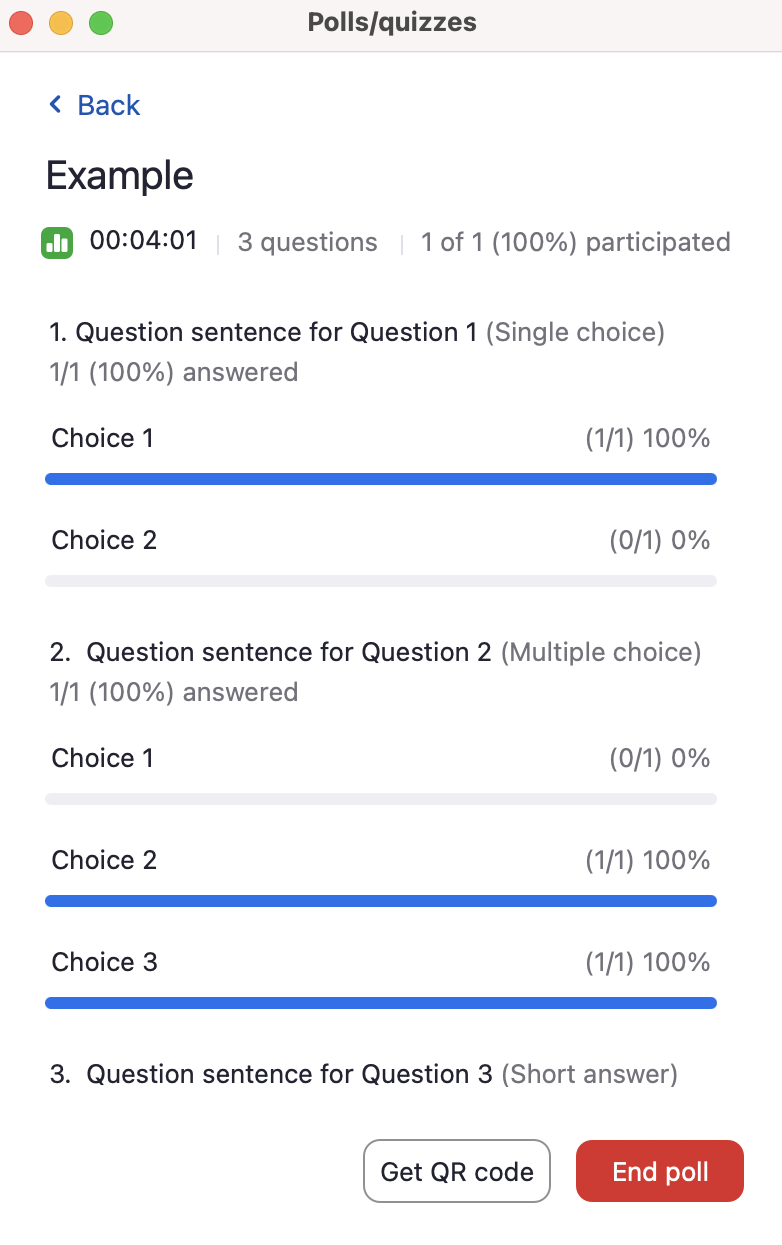 Polls/quizzes
Back
Example
00:04:01 3 questions 1 of 1 (100%) participated
1. Question sentence for Question 1 (Single choice)
1/1 (100%) answered
Choice 1 (1/1) 100%
Choice 2 (0/1) 0%
2. Question sentence for Question 2 (Multiple choice)
1/1 (100%) answered
Choice 1 (0/1) 0%
Choice 2 (1/1) 100%
Choice 3 (1/1) 100%
3. Question sentence for Question 3 (Short answer)
Get QR code End poll